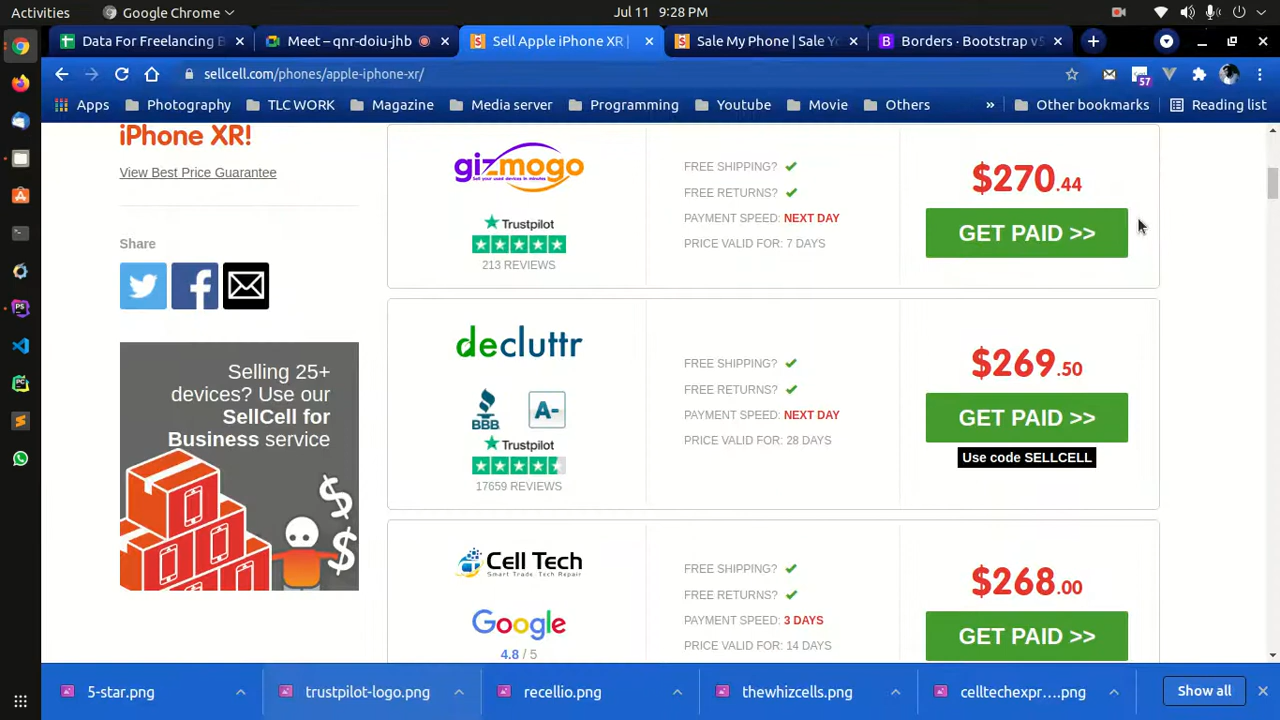 Activities
Google Chrome
Jul 11 9:28 PM
Data For Freelancing B
Meet – qnr-doiu-jhb
Sell Apple iPhone XR |
Sale My Phone | Sale Yo
Borders · Bootstrap v5
sellcell.com/phones/apple-iphone-xr/
57
Apps
Photography
TLC WORK
Magazine
Media server
Programming
Youtube
Movie
Others
»
Other bookmarks
Reading list
iPhone XR!
View Best Price Guarantee
Share
Selling 25+
devices? Use our
SellCell for
Business service
gizmogo
Trustpilot
213 REVIEWS
FREE SHIPPING?
FREE RETURNS?
PAYMENT SPEED: NEXT DAY
PRICE VALID FOR: 7 DAYS
$270.44
GET PAID >>
decluttr
BBB
A-
Trustpilot
17659 REVIEWS
FREE SHIPPING?
FREE RETURNS?
PAYMENT SPEED: NEXT DAY
PRICE VALID FOR: 28 DAYS
$269.50
GET PAID >>
Use code SELLCELL
Cell Tech
Smart Trade. Tech Repair
Google
4.8 / 5
FREE SHIPPING?
FREE RETURNS?
PAYMENT SPEED: 3 DAYS
PRICE VALID FOR: 14 DAYS
$268.00
GET PAID >>
5-star.png
trustpilot-logo.png
recellio.png
thewhizcells.png
celltechexpr....png
Show all